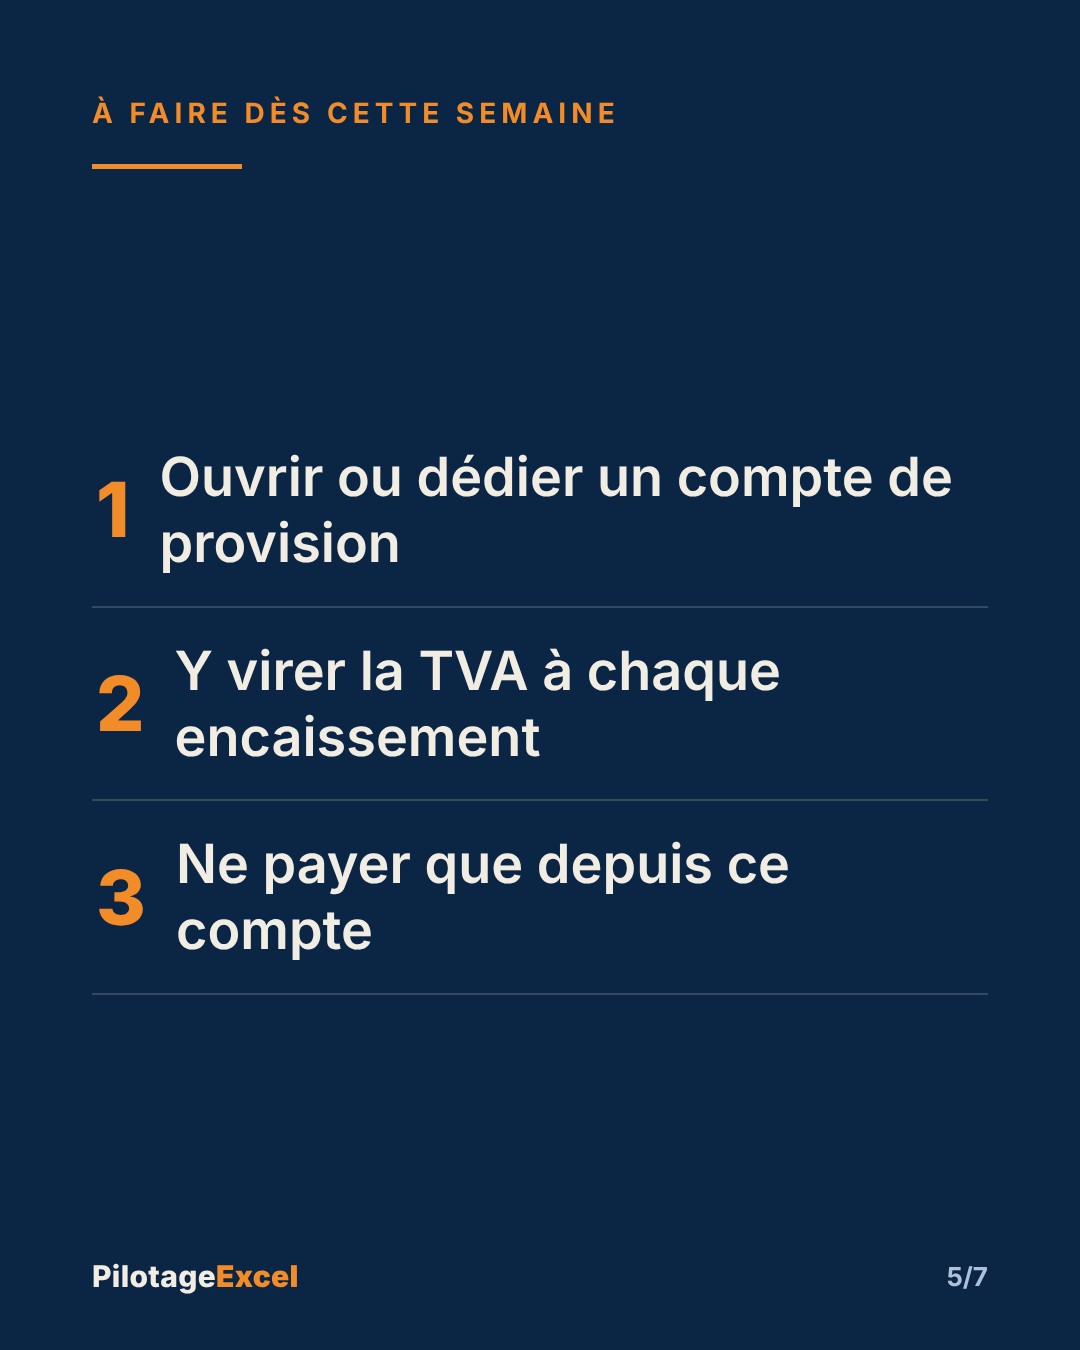 À FAIRE DÈS CETTE SEMAINE
1 Ouvrir ou dédier un compte de
provision
2 Y virer la TVA à chaque
encaissement
3 Ne payer que depuis ce
compte
PilotageExcel
5/7